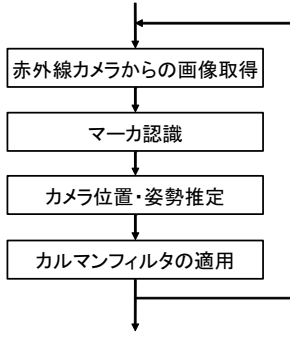 赤外線カメラからの画像取得
マーカ認識
カメラ位置・姿勢推定
カルマンフィルタの適用